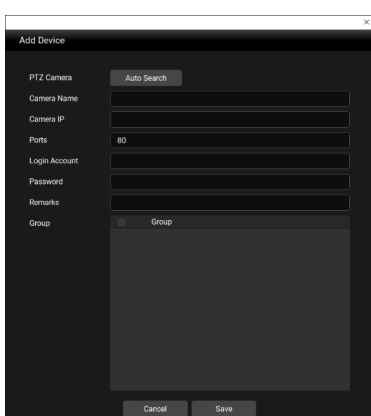 Add Device
PTZ Camera Auto Search
Camera Name
Camera IP
Ports 80
Login Account
Password
Remarks
Group Group
Cancel Save